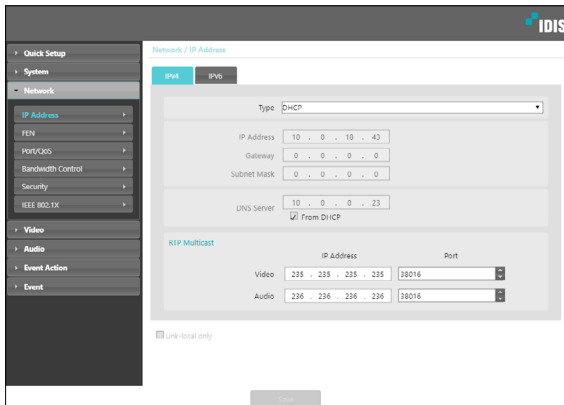 IDIS
Quick Setup
System
Network
IP Address
FEN
Port/QoS
Bandwidth Control
Security
IEEE 802.1X
Video
Audio
Event Action
Event
Network / IP Address
IPv4 IPv6
Type DHCP
IP Address 10 . 0 . 10 . 43
Gateway 0 . 0 . 0 . 0
Subnet Mask 0 . 0 . 0 . 0
DNS Server 10 . 0 . 0 . 23
From DHCP
RTP Multicast
IP Address Port
Video 235 . 235 . 235 . 235 38016
Audio 236 . 236 . 236 . 236 38016
Link-local only
Save